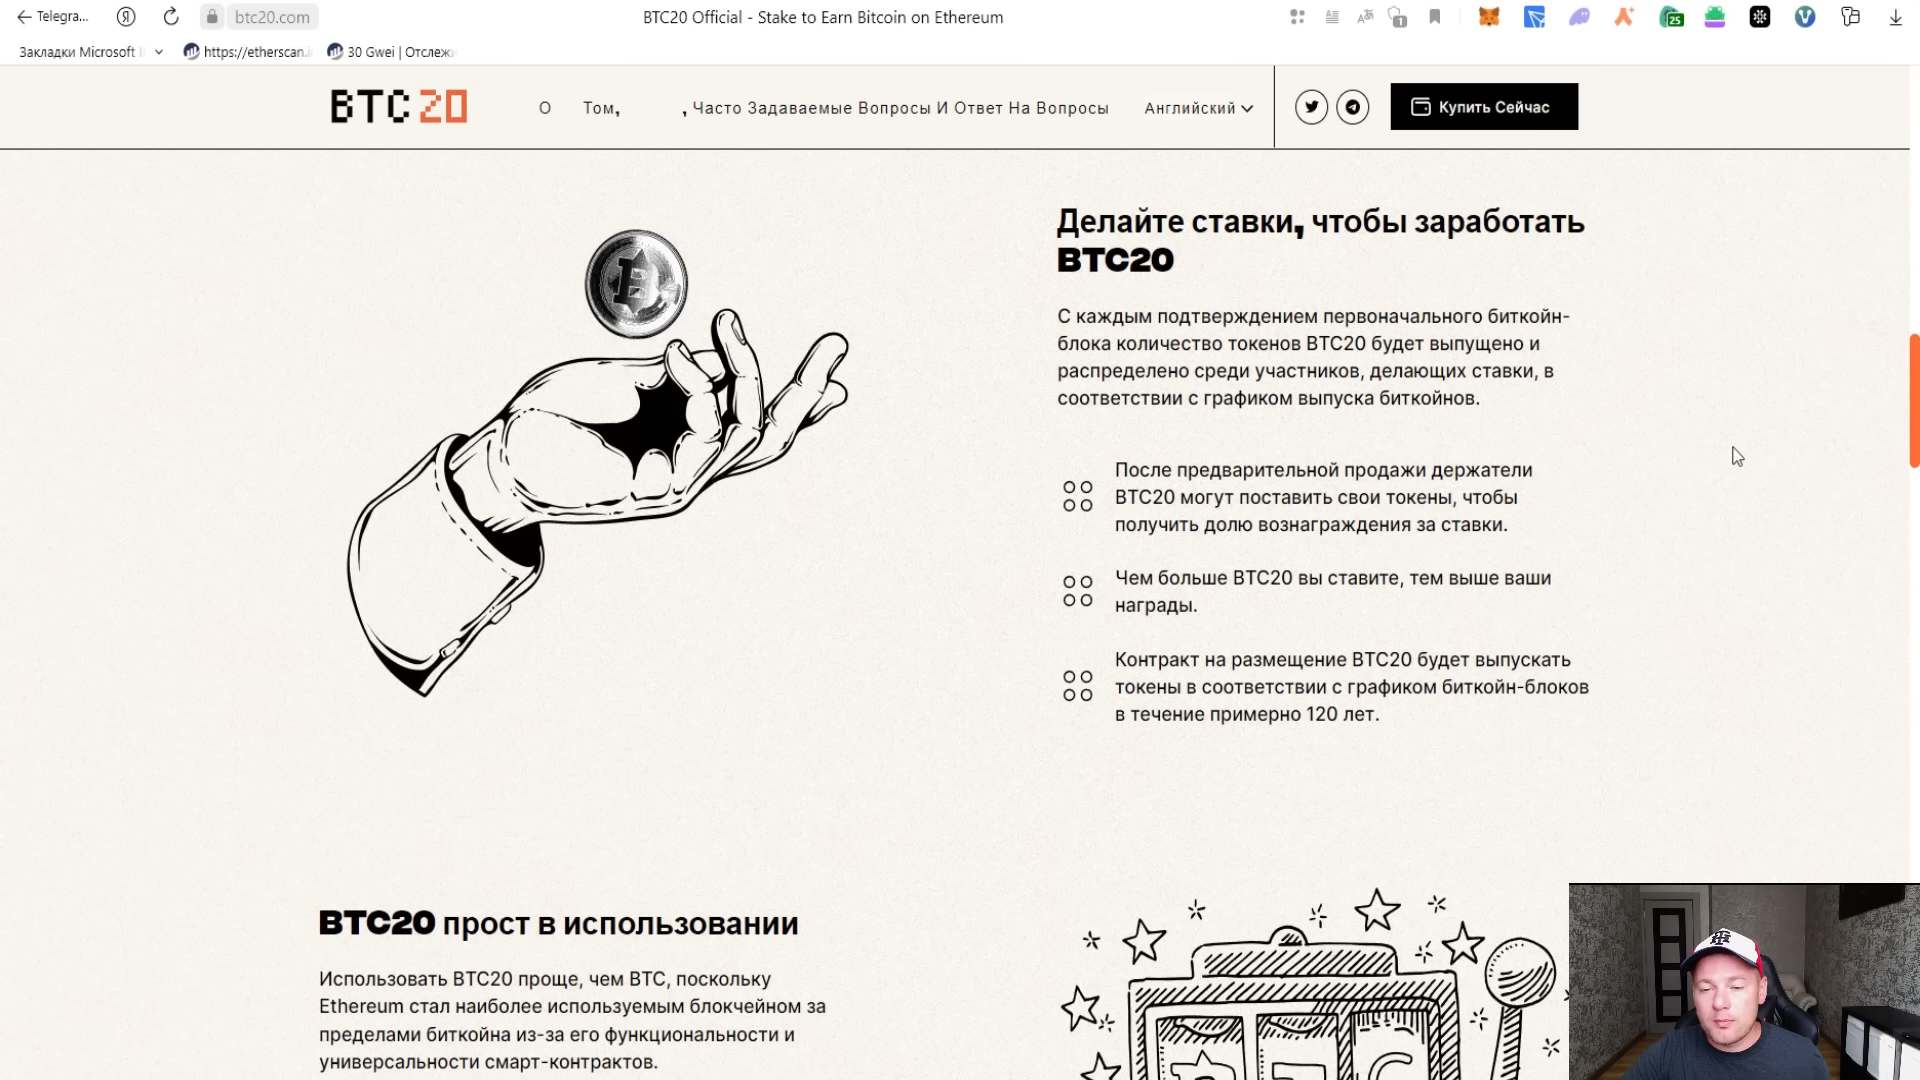 Telegra...
btc20.com
BTC20 Official - Stake to Earn Bitcoin on Ethereum
1
25
Закладки Microsoft
https://etherscan.i
30 Gwei | Отслежи
BTC20
О Том, , Часто Задаваемые Вопросы И Ответ На Вопросы
Английский
Купить Сейчас
Делайте ставки, чтобы заработать
BTC20
С каждым подтверждением первоначального биткойн-
блока количество токенов BTC20 будет выпущено и
распределено среди участников, делающих ставки, в
соответствии с графиком выпуска биткойнов.
После предварительной продажи держатели
BTC20 могут поставить свои токены, чтобы
получить долю вознаграждения за ставки.
Чем больше BTC20 вы ставите, тем выше ваши
награды.
Контракт на размещение BTC20 будет выпускать
токены в соответствии с графиком биткойн-блоков
в течение примерно 120 лет.
BTC20 прост в использовании
Использовать BTC20 проще, чем BTC, поскольку
Ethereum стал наиболее используемым блокчейном за
пределами биткойна из-за его функциональности и
универсальности смарт-контрактов.